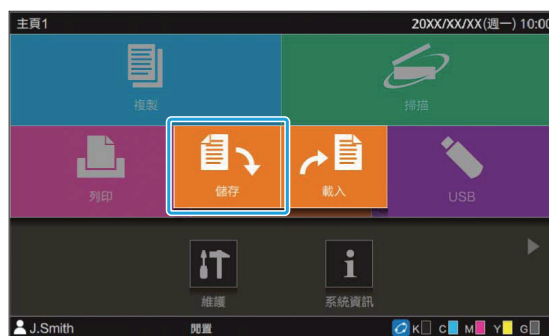 主頁1 20XX/XX/XX(週一) 10:00
複製 掃描
列印 儲存 載入 USB
維護 系統資訊
J.Smith 閒置 K C M Y G